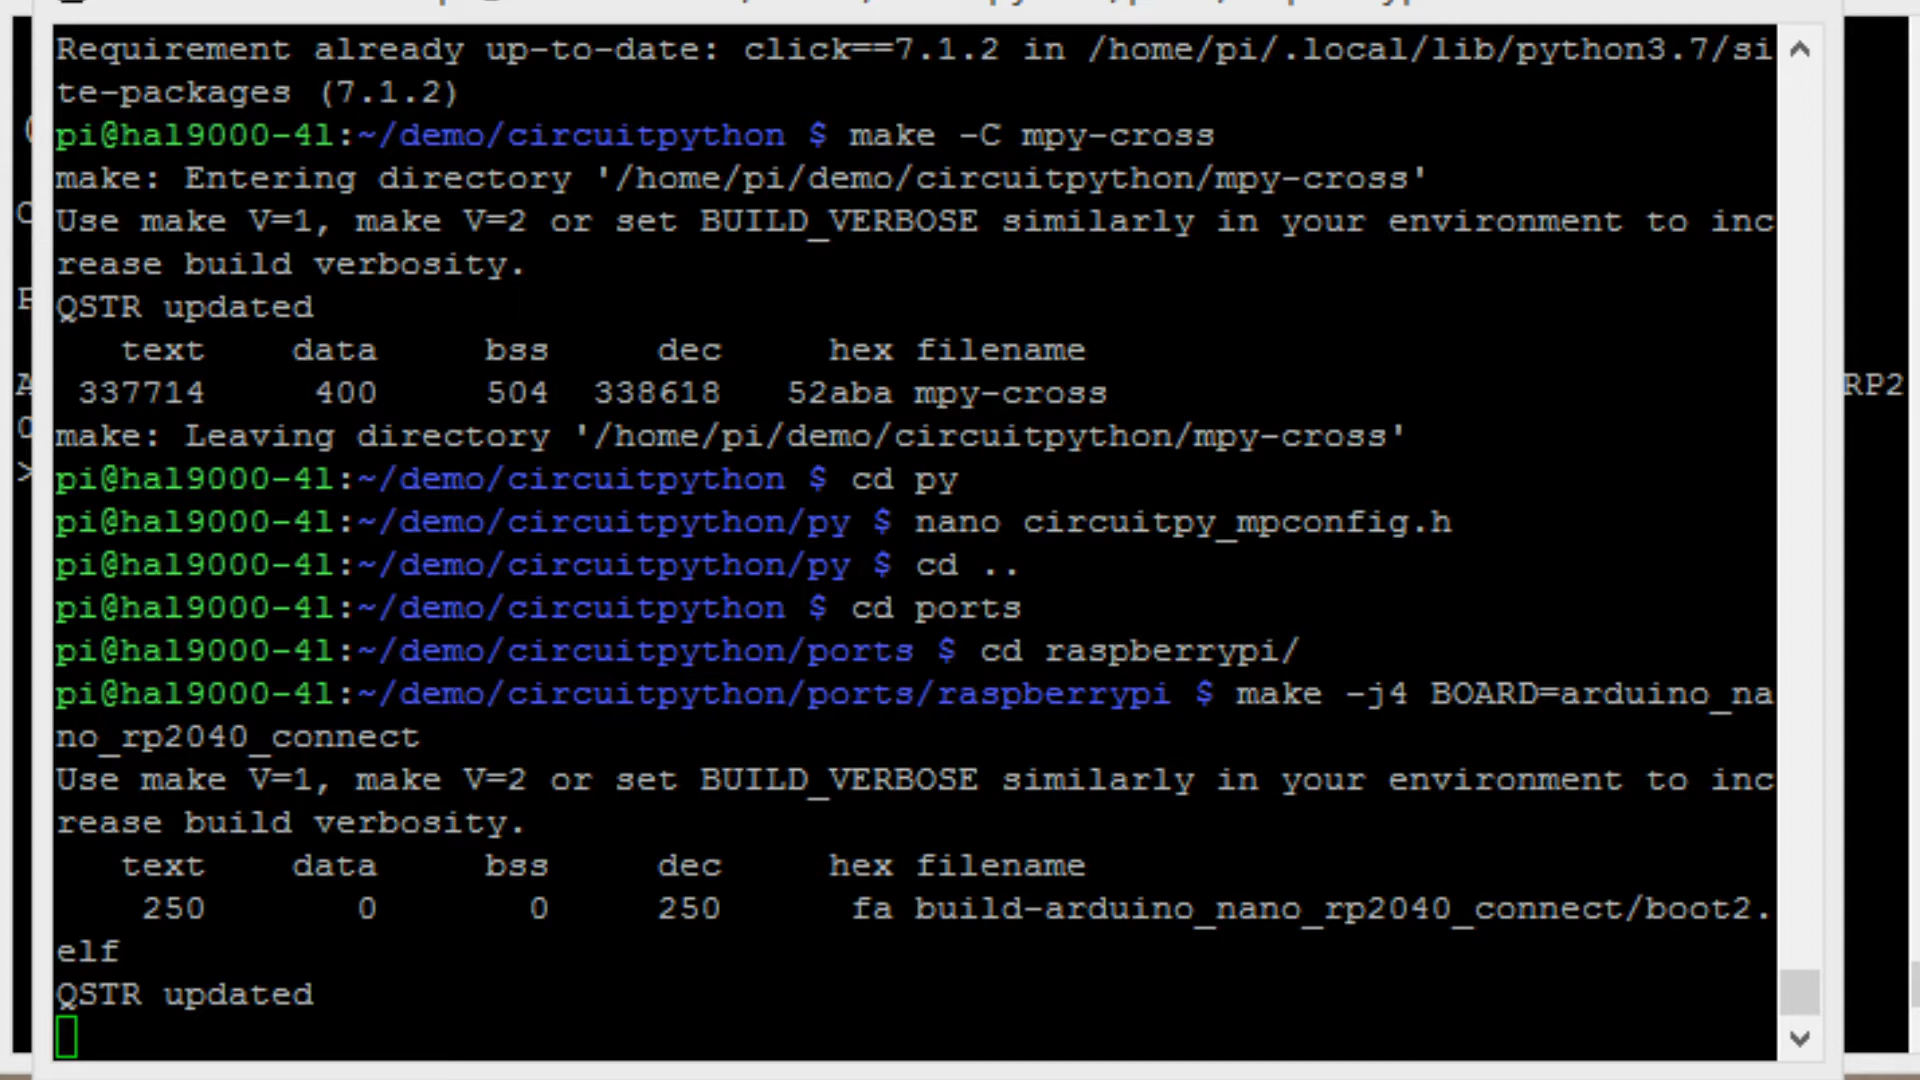 Requirement already up-to-date: click==7.1.2 in /home/pi/.local/lib/python3.7/si
te-packages (7.1.2)
pi@hal9000-4l:~/demo/circuitpython $ make -C mpy-cross
make: Entering directory '/home/pi/demo/circuitpython/mpy-cross'
Use make V=1, make V=2 or set BUILD_VERBOSE similarly in your environment to inc
rease build verbosity.
QSTR updated
text data bss dec hex filename
337714 400 504 338618 52aba mpy-cross
RP2
make: Leaving directory '/home/pi/demo/circuitpython/mpy-cross'
pi@hal9000-4l:~/demo/circuitpython $ cd py
pi@hal9000-4l:~/demo/circuitpython/py $ nano circuitpy_mpconfig.h
pi@hal9000-4l:~/demo/circuitpython/py $ cd ..
pi@hal9000-4l:~/demo/circuitpython $ cd ports
pi@hal9000-4l:~/demo/circuitpython/ports $ cd raspberrypi/
pi@hal9000-4l:~/demo/circuitpython/ports/raspberrypi $ make -j4 BOARD=arduino_na
no_rp2040_connect
Use make V=1, make V=2 or set BUILD_VERBOSE similarly in your environment to inc
rease build verbosity.
text data bss dec hex filename
250 0 0 250 fa build-arduino_nano_rp2040_connect/boot2.
elf
QSTR updated